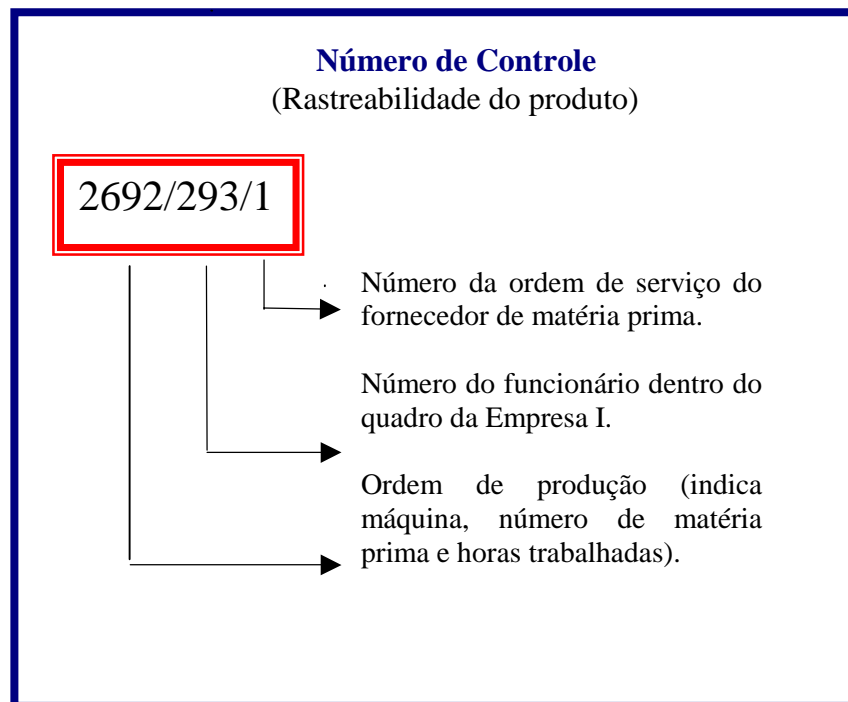 Número de Controle
(Rastreabilidade do produto)
2692/293/1
Número da ordem de serviço do
fornecedor de matéria prima.
Número do funcionário dentro do
quadro da Empresa I.
Ordem de produção (indica
máquina, número de matéria
prima e horas trabalhadas).